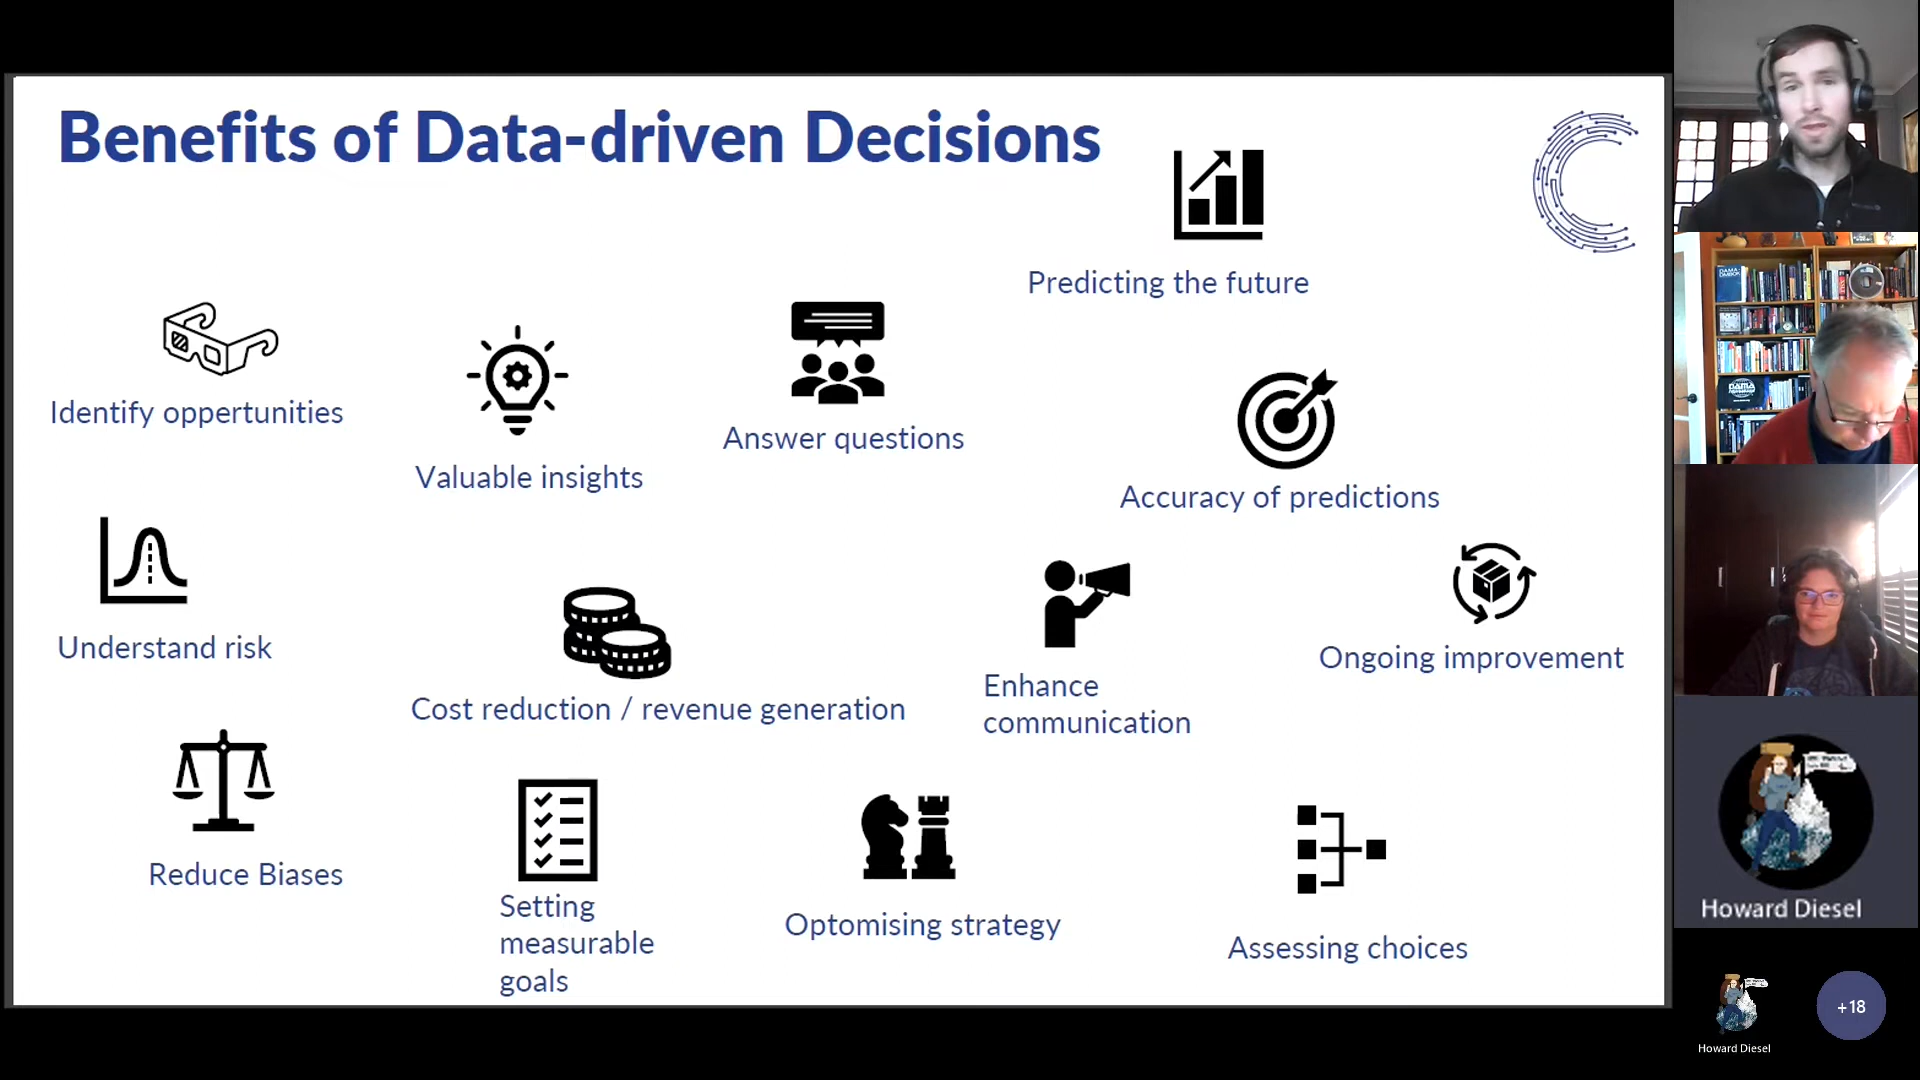 Benefits of Data-driven Decisions
Predicting the future
Identify oppertunities
Valuable insights
Answer questions
Accuracy of predictions
Understand risk
Cost reduction / revenue generation
Enhance
communication
Ongoing improvement
Reduce Biases
Setting
measurable
goals
Optomising strategy
Assessing choices
DAMA
Howard Diesel
+18
Howard Diesel